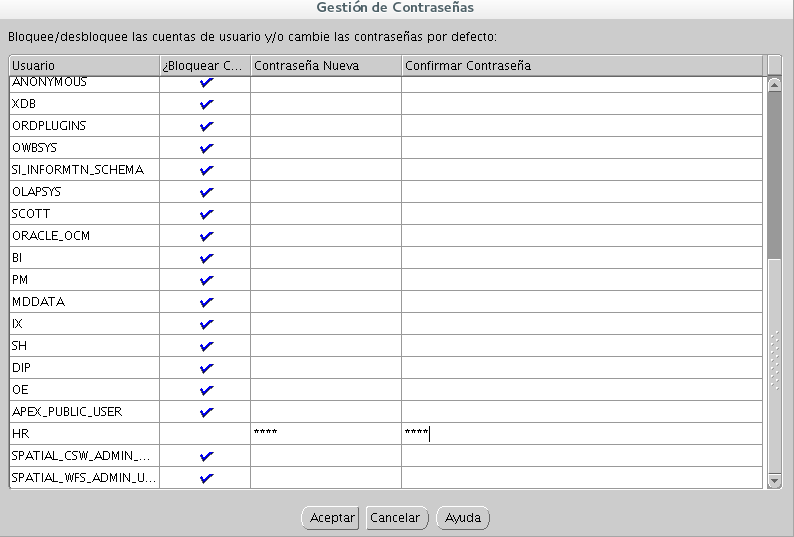 Gestión de Contraseñas
Bloquee/desbloquee las cuentas de usuario y/o cambie las contraseñas por defecto:
Usuario ¿Bloquear C... Contraseña Nueva Confirmar Contraseña
ANONYMOUS
XDB
ORDPLUGINS
OWBSYS
SI_INFORMTN_SCHEMA
OLAPSYS
SCOTT
ORACLE_OCM
BI
PM
MDDATA
IX
SH
DIP
OE
APEX_PUBLIC_USER
HR **** ****
SPATIAL_CSW_ADMIN_...
SPATIAL_WFS_ADMIN_U...
Aceptar Cancelar Ayuda